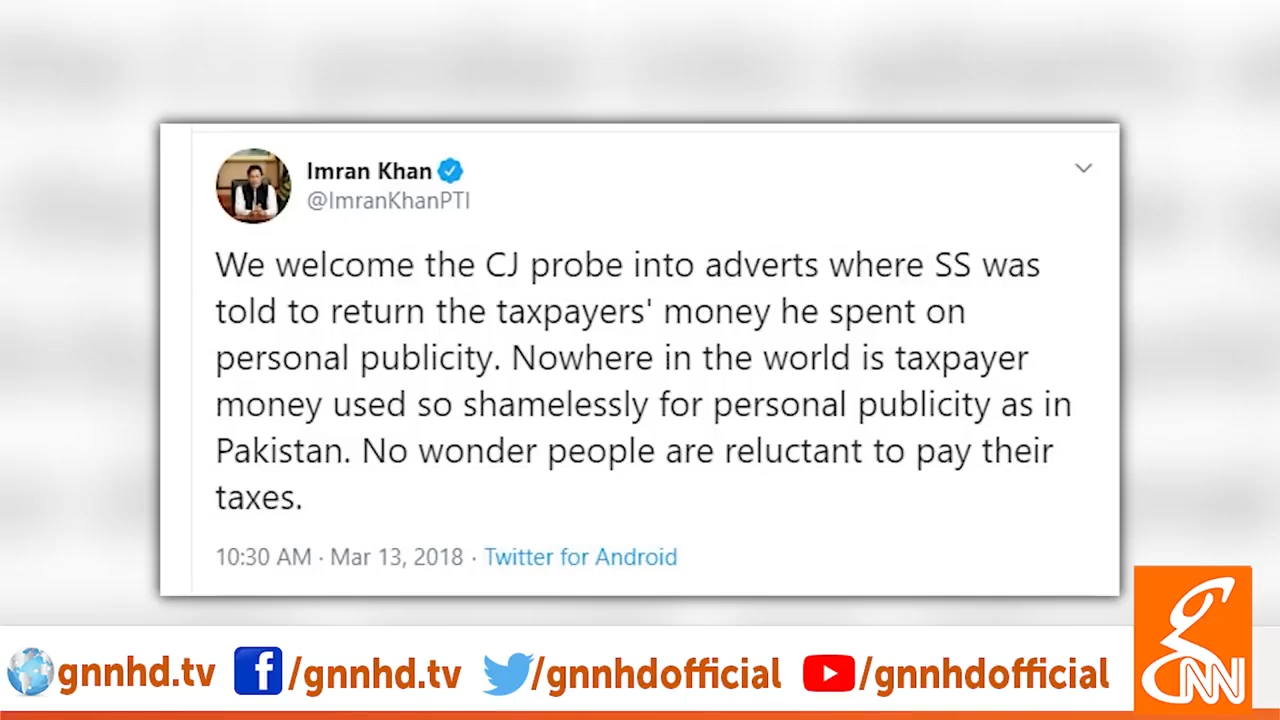 Imran Khan
@ImranKhanPTI
We welcome the CJ probe into adverts where SS was
told to return the taxpayers' money he spent on
personal publicity. Nowhere in the world is taxpayer
money used so shamelessly for personal publicity as in
Pakistan. No wonder people are reluctant to pay their
taxes.
10:30 AM · Mar 13, 2018 · Twitter for Android
gnnhd.tv /gnnhd.tv /gnnhdofficial /gnnhdofficial
GNN